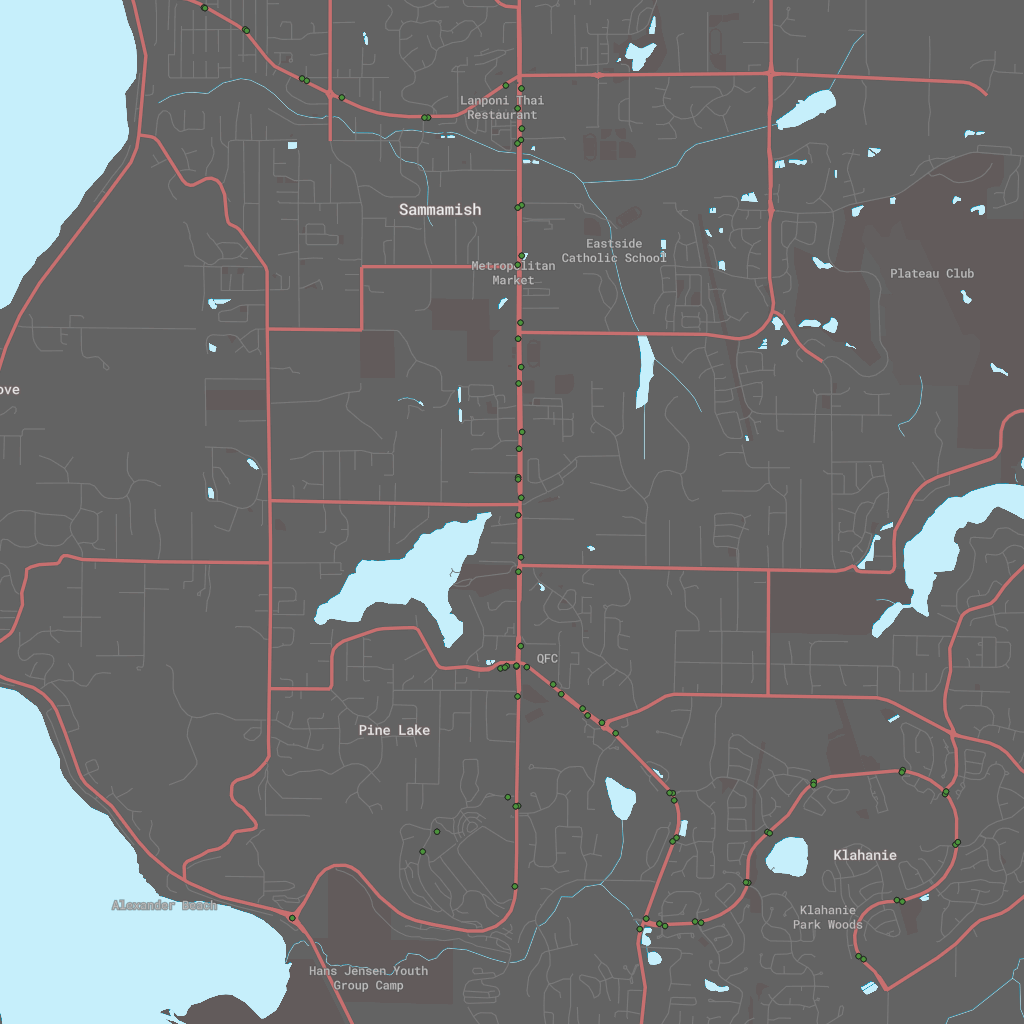 Lanponi Thai
Restaurant
Sammamish
Eastside
Catholic School
Metropolitan
Market
Plateau Club
ove
QFC
Pine Lake
Klahanie
Alexander Beach
Klahanie
Park Woods
Hans Jensen Youth
Group Camp